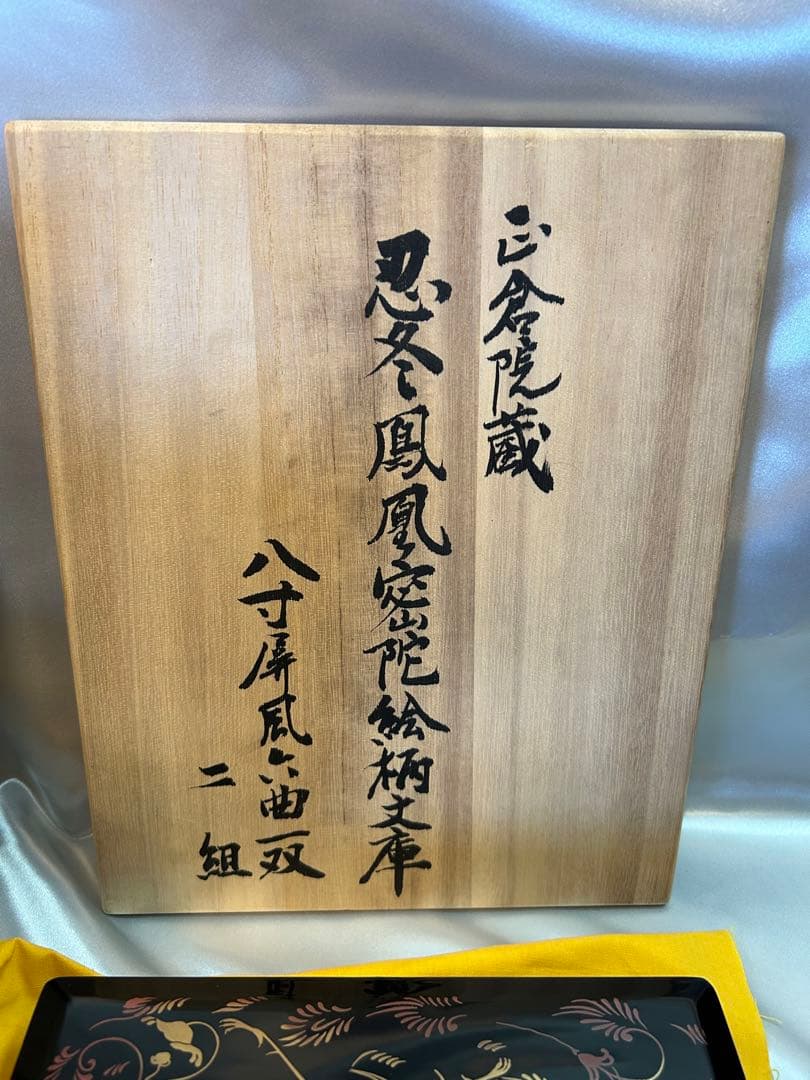 正倉院蔵
忍冬鳳凰密陀絵柄文庫
八寸屏風六曲一双
二組